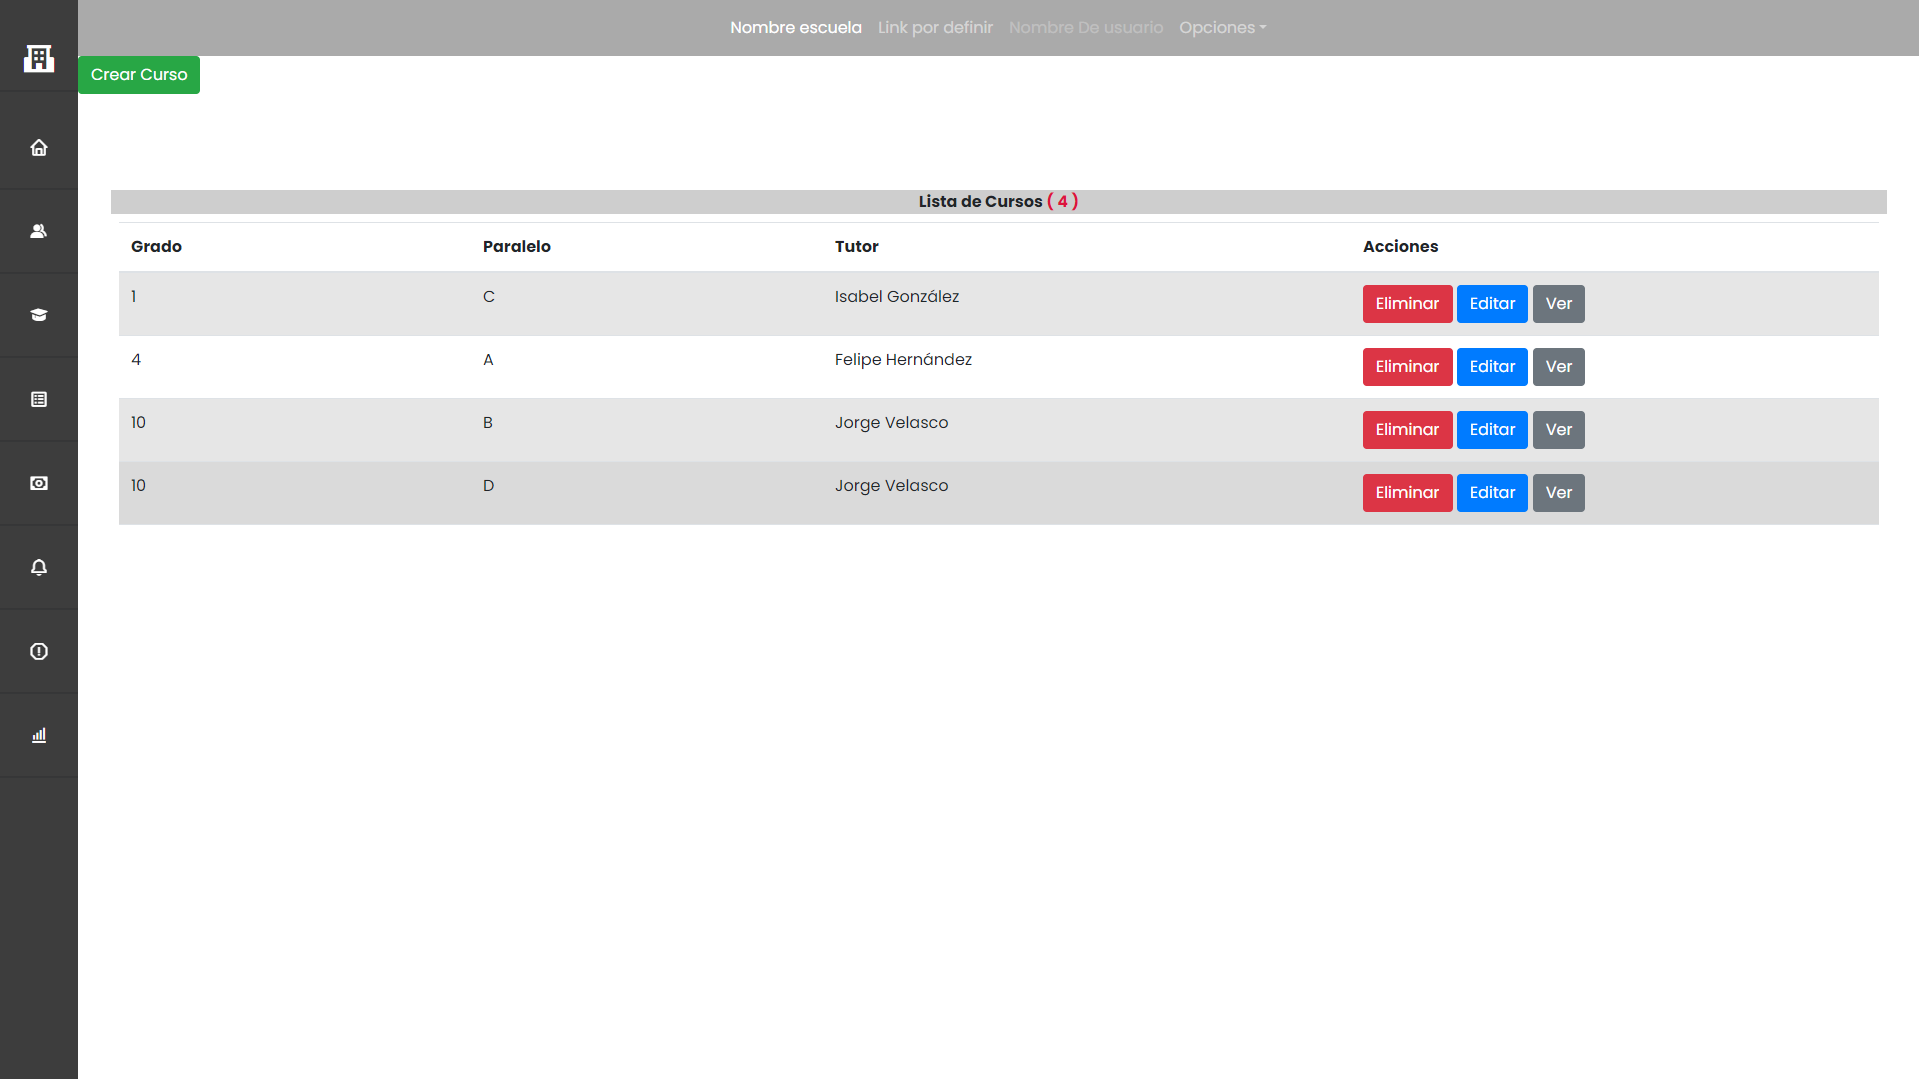 Nombre escuela Link por definir Nombre De usuario Opciones
Crear Curso
Lista de Cursos ( 4 )
Grado Paralelo Tutor Acciones
1 C Isabel González Eliminar Editar Ver
4 A Felipe Hernández Eliminar Editar Ver
10 B Jorge Velasco Eliminar Editar Ver
10 D Jorge Velasco Eliminar Editar Ver